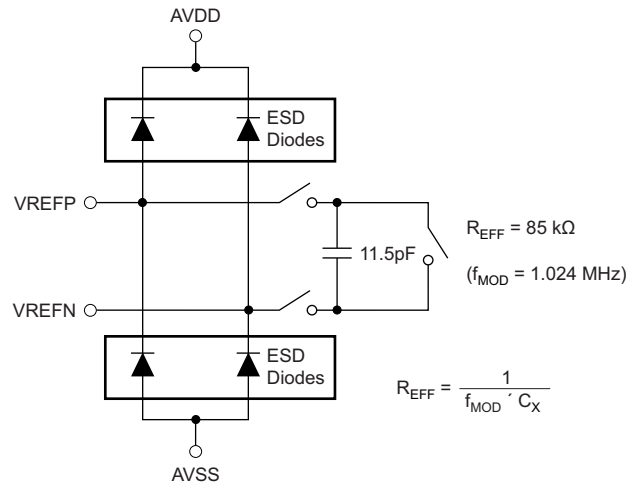 AVDD
ESD
Diodes
VREFP
R_EFF = 85 kΩ
11.5pF
(f_MOD = 1.024 MHz)
VREFN
ESD
Diodes
R_EFF = 1 / f_MOD ´ C_X
AVSS